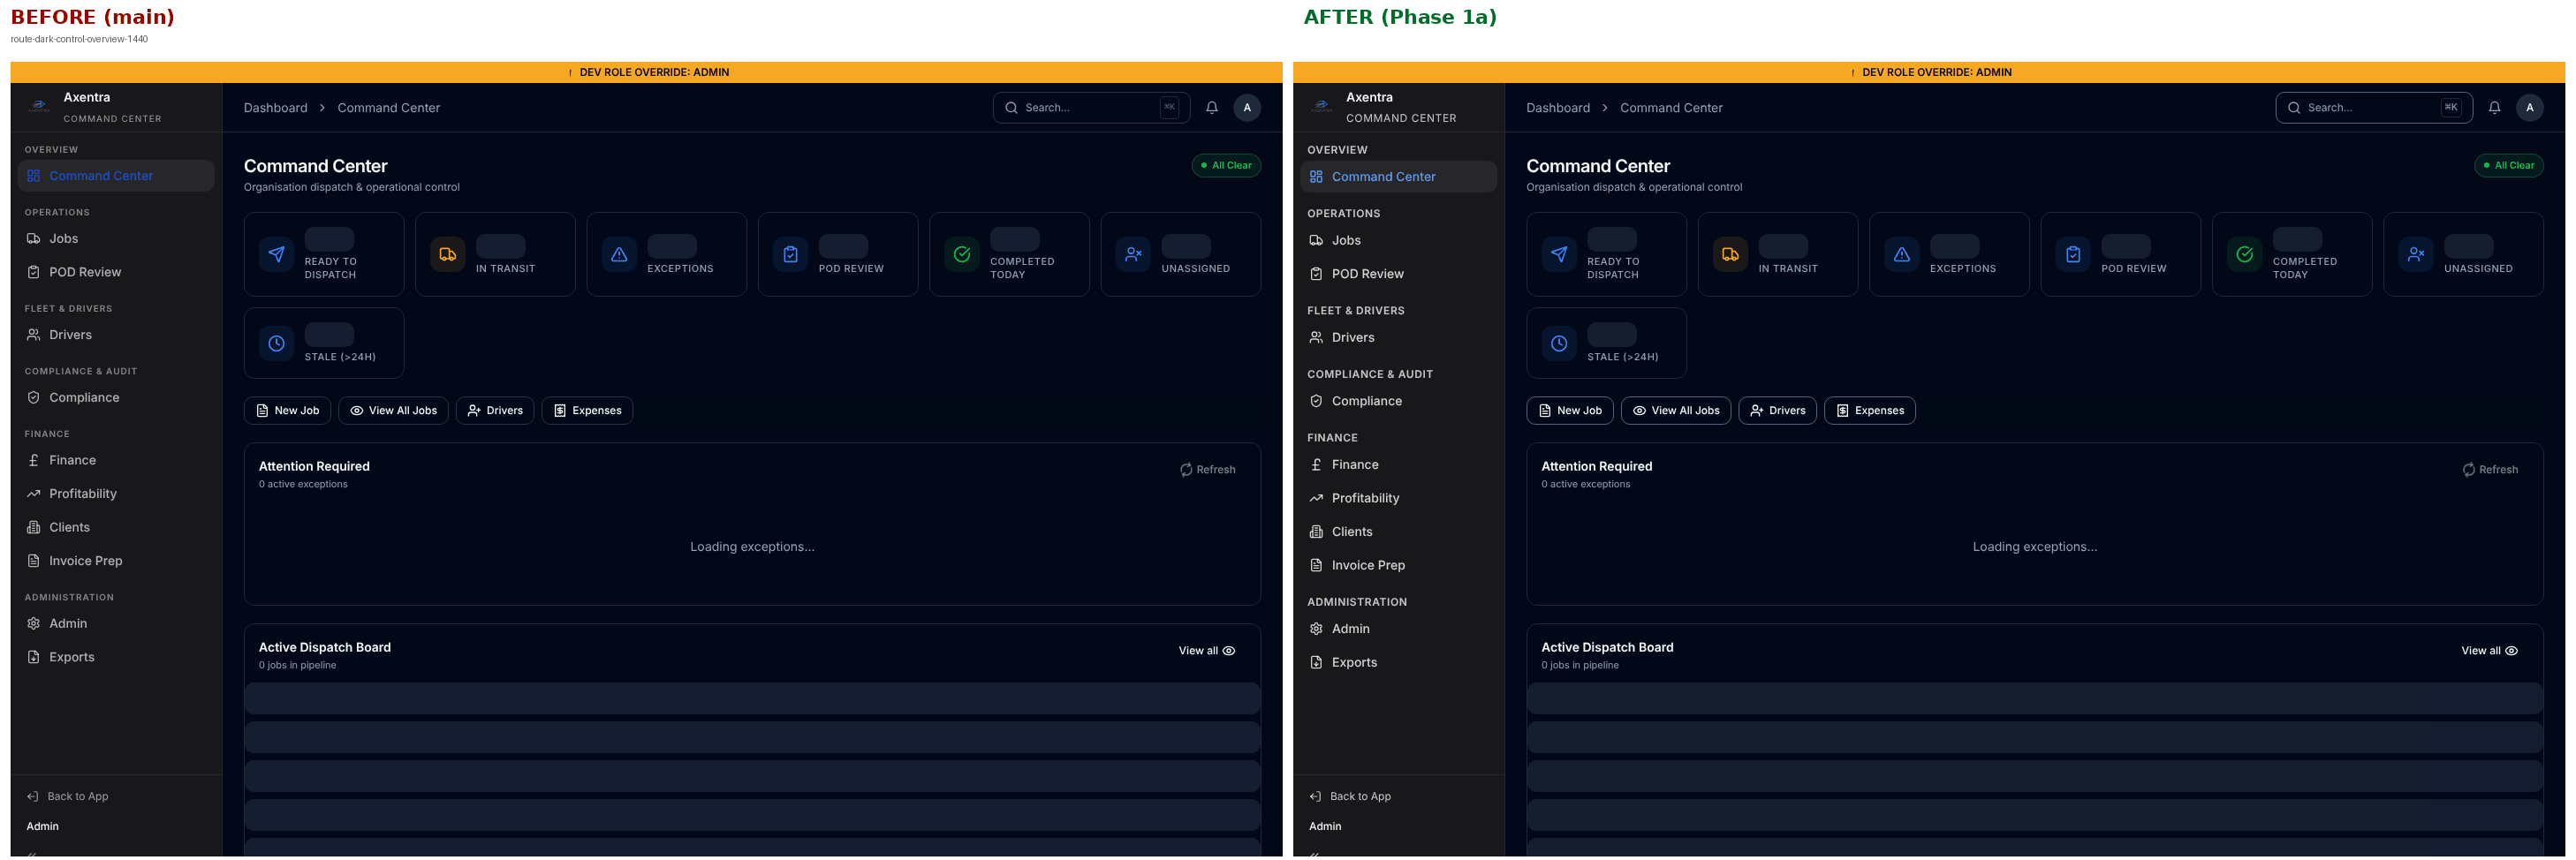 BEFORE (main)
route-dark-control-overview-1440
DEV ROLE OVERRIDE: ADMIN
Axentra
COMMAND CENTER
OVERVIEW
Command Center
OPERATIONS
Jobs
POD Review
FLEET & DRIVERS
Drivers
COMPLIANCE & AUDIT
Compliance
FINANCE
Finance
Profitability
Clients
Invoice Prep
ADMINISTRATION
Admin
Exports
Back to App
Admin
Dashboard > Command Center
Search...
⌘K
A
Command Center
Organisation dispatch & operational control
All Clear
READY TO
DISPATCH
IN TRANSIT
EXCEPTIONS
POD REVIEW
COMPLETED
TODAY
UNASSIGNED
STALE (>24H)
New Job
View All Jobs
Drivers
Expenses
Attention Required
0 active exceptions
Refresh
Loading exceptions...
Active Dispatch Board
0 jobs in pipeline
View all
AFTER (Phase 1a)
DEV ROLE OVERRIDE: ADMIN
Axentra
COMMAND CENTER
OVERVIEW
Command Center
OPERATIONS
Jobs
POD Review
FLEET & DRIVERS
Drivers
COMPLIANCE & AUDIT
Compliance
FINANCE
Finance
Profitability
Clients
Invoice Prep
ADMINISTRATION
Admin
Exports
Back to App
Admin
Dashboard > Command Center
Search...
⌘K
A
Command Center
Organisation dispatch & operational control
All Clear
READY TO
DISPATCH
IN TRANSIT
EXCEPTIONS
POD REVIEW
COMPLETED
TODAY
UNASSIGNED
STALE (>24H)
New Job
View All Jobs
Drivers
Expenses
Attention Required
0 active exceptions
Refresh
Loading exceptions...
Active Dispatch Board
0 jobs in pipeline
View all